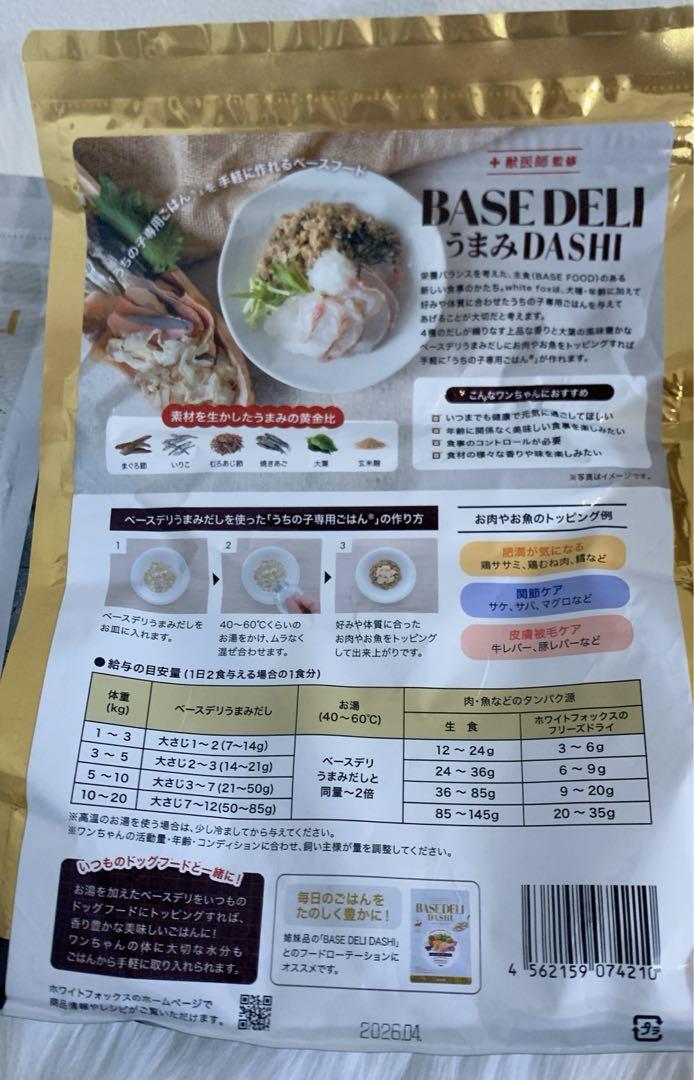 うちの子専用ごはん®を手軽に作れるベースフード
獣医師監修
BASE DELI
うまみDASHI
栄養バランスを考えた、主食(BASE FOOD)のある
新しい食事のかたち。white foxは、犬種・年齢に加えて
好みや体質に合わせたうちの子専用ごはんを与えて
あげることが大切だと考えます。
4種のだしが織りなす上品な香りと大葉の風味豊かな
ベースデリうまみだしにお肉やお魚をトッピングすれば
手軽に「うちの子専用ごはん®」が作れます。
こんなワンちゃんにおすすめ
いつまでも健康で元気に過ごしてほしい
年齢に関係なく美味しい食事を楽しみたい
食事のコントロールが必要
食材の様々な香りや味を楽しみたい
※写真はイメージです。
素材を生かしたうまみの黄金比
まぐろ節 いりこ むろあじ節 焼きあご 大葉 玄米麹
ベースデリうまみだしを使った「うちの子専用ごはん®」の作り方
1
ベースデリうまみだしを
お皿に入れます。
2
40〜60℃くらいの
お湯をかけ、ムラなく
混ぜ合わせます。
3
好みや体質に合った
お肉やお魚をトッピング
して出来上がりです。
お肉やお魚のトッピング例
肥満が気になる
鶏ササミ、鶏むね肉、鱈など
関節ケア
サケ、サバ、マグロなど
皮膚被毛ケア
牛レバー、豚レバーなど
●給与の目安量(1日2食与える場合の1食分)
体重(kg) ベースデリうまみだし お湯(40〜60℃) 肉・魚などのタンパク源
生食 ホワイトフォックスのフリーズドライ
1〜3 大さじ1〜2(7〜14g) 12〜24g 3〜6g
3〜5 大さじ2〜3(14〜21g) 24〜36g 6〜9g
5〜10 大さじ3〜7(21〜50g) 36〜85g 9〜20g
10〜20 大さじ7〜12(50〜85g) 85〜145g 20〜35g
ベースデリ
うまみだしと
同量〜2倍
※高温のお湯を使う場合は、少し冷ましてから与えてください。
※ワンちゃんの活動量・年齢・コンディションに合わせ、飼い主様が量を調整してください。
いつものドッグフードと一緒に!
お湯を加えたベースデリをいつもの
ドッグフードにトッピングすれば、
香り豊かな美味しいごはんに!
ワンちゃんの体に大切な水分も
ごはんから手軽に取り入れられます。
毎日のごはんを
たのしく豊かに!
姉妹品の「BASE DELI DASHI」
とのフードローテーションに
オススメです。
BASE DELI
DASHI
4 562159 074210
ホワイトフォックスのホームページで
商品情報やレシピがご覧いただけます。
2026.04
プラ